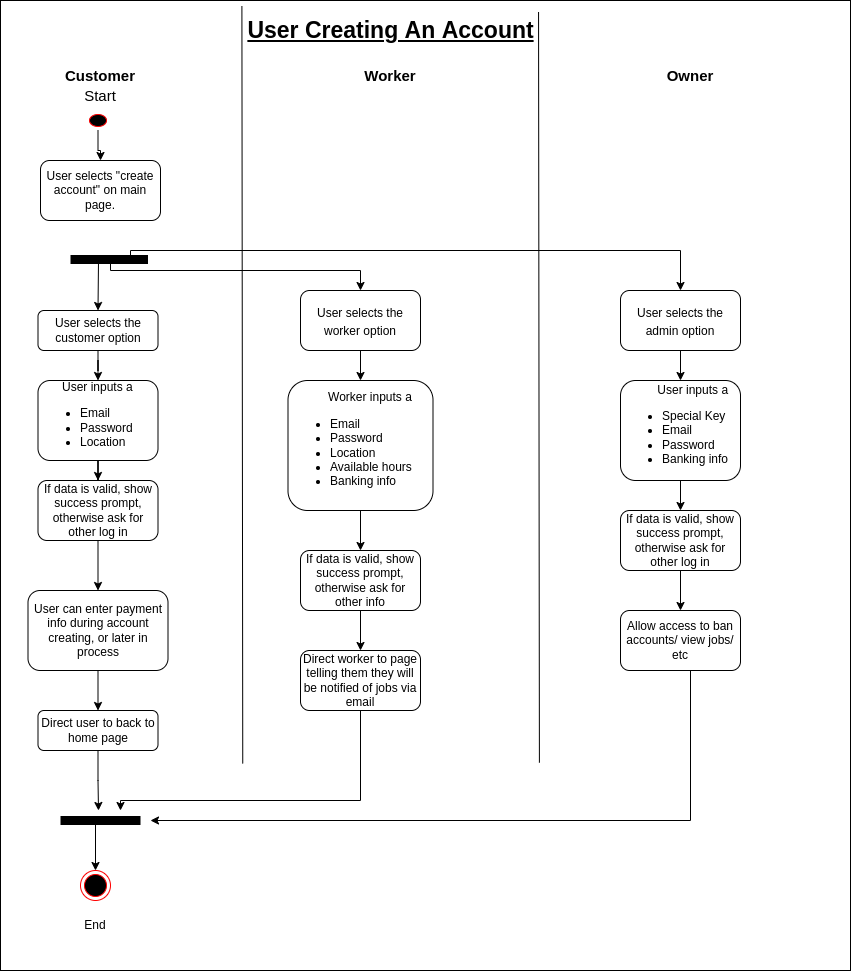 User Creating An Account
Customer
Worker
Owner
Start
User selects "create
account" on main
page.
User selects the
customer option
User selects the
worker option
User selects the
admin option
User inputs a
• Email
• Password
• Location
Worker inputs a
• Email
• Password
• Location
• Available hours
• Banking info
User inputs a
• Special Key
• Email
• Password
• Banking info
If data is valid, show
success prompt,
otherwise ask for
other log in
If data is valid, show
success prompt,
otherwise ask for
other info
If data is valid, show
success prompt,
otherwise ask for
other log in
User can enter payment
info during account
creating, or later in
process
Direct worker to page
telling them they will
be notified of jobs via
email
Allow access to ban
accounts/ view jobs/
etc
Direct user to back to
home page
End